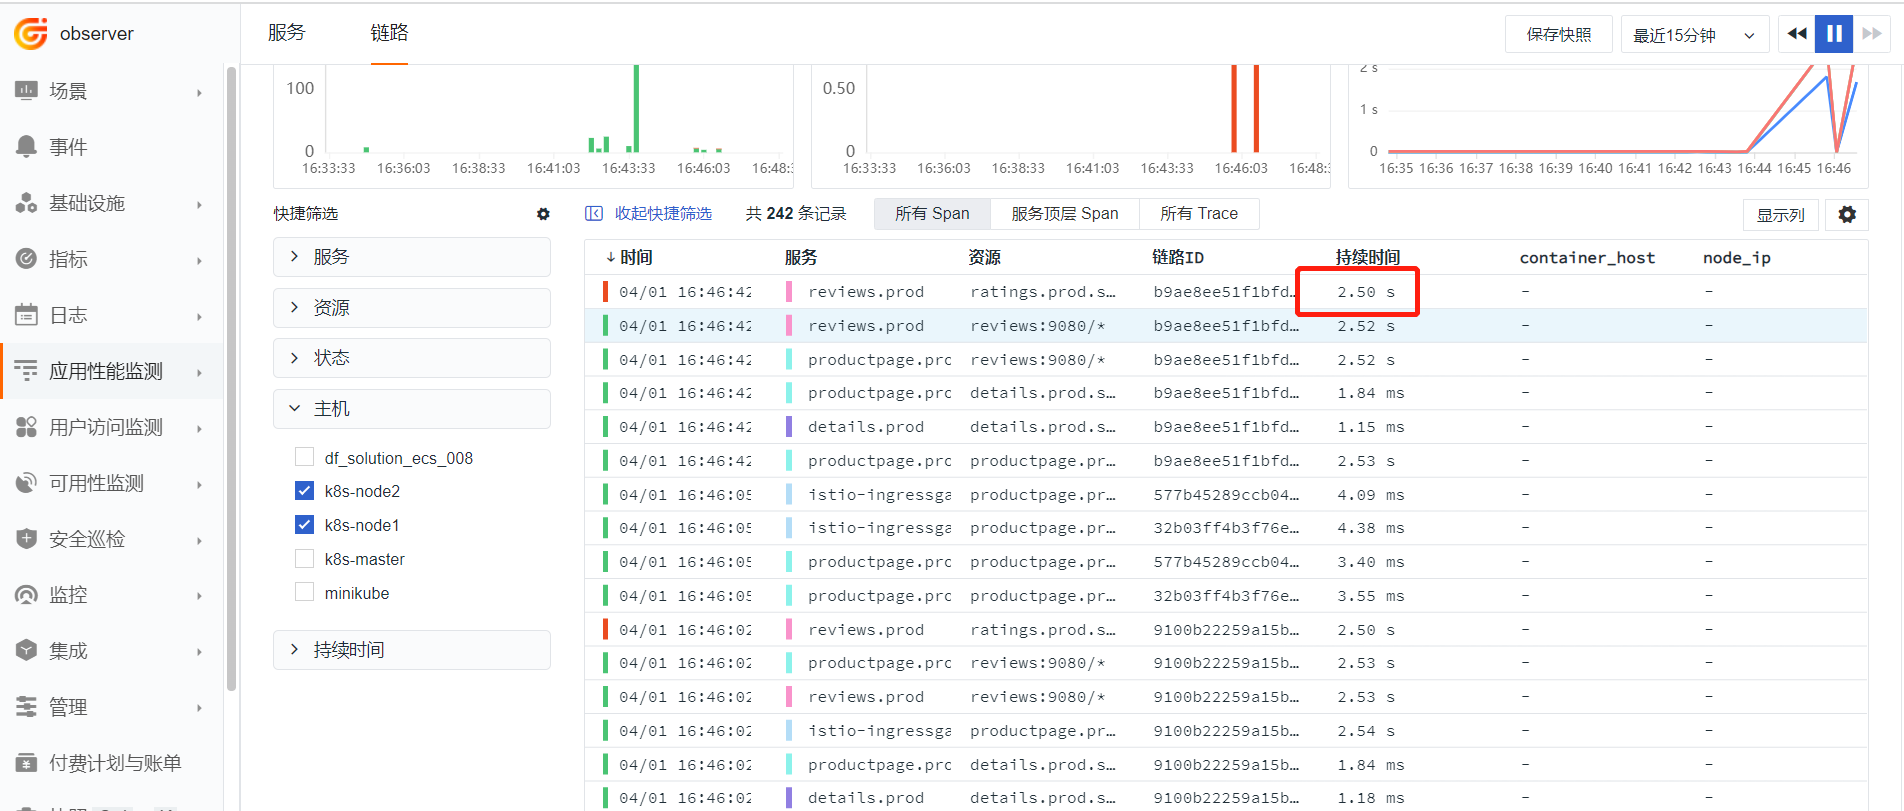 observer
服务
链路
保存快照
最近15分钟
场景
事件
基础设施
指标
日志
应用性能监测
用户访问监测
可用性监测
安全巡检
监控
集成
管理
付费计划与账单
100
0
16:33:33 16:36:03 16:38:33 16:41:03 16:43:33 16:46:03 16:48:
0.50
0
16:33:33 16:36:03 16:38:33 16:41:03 16:43:33 16:46:03 16:48:
2 s
1 s
0
16:35 16:36 16:37 16:38 16:39 16:40 16:41 16:42 16:43 16:44 16:45 16:46
快捷筛选
服务
资源
状态
主机
df_solution_ecs_008
k8s-node2
k8s-node1
k8s-master
minikube
持续时间
收起快捷筛选 共 242 条记录 所有 Span 服务顶层 Span 所有 Trace 显示列
时间 服务 资源 链路ID 持续时间 container_host node_ip
04/01 16:46:42 reviews.prod ratings.prod.s… b9ae8ee51f1bfd… 2.50 s - -
04/01 16:46:42 reviews.prod reviews:9080/* b9ae8ee51f1bfd… 2.52 s - -
04/01 16:46:42 productpage.prc reviews:9080/* b9ae8ee51f1bfd… 2.52 s - -
04/01 16:46:42 productpage.prc details.prod.s… b9ae8ee51f1bfd… 1.84 ms - -
04/01 16:46:42 details.prod details.prod.s… b9ae8ee51f1bfd… 1.15 ms - -
04/01 16:46:42 productpage.prc productpage.pr… b9ae8ee51f1bfd… 2.53 s - -
04/01 16:46:05 istio-ingressga productpage.pr… 577b45289ccb04… 4.09 ms - -
04/01 16:46:05 istio-ingressga productpage.pr… 32b03ff4b3f76e… 4.38 ms - -
04/01 16:46:05 productpage.prc productpage.pr… 577b45289ccb04… 3.40 ms - -
04/01 16:46:05 productpage.prc productpage.pr… 32b03ff4b3f76e… 3.55 ms - -
04/01 16:46:02 reviews.prod ratings.prod.s… 9100b22259a15b… 2.50 s - -
04/01 16:46:02 productpage.prc reviews:9080/* 9100b22259a15b… 2.53 s - -
04/01 16:46:02 reviews.prod reviews:9080/* 9100b22259a15b… 2.53 s - -
04/01 16:46:02 istio-ingressga productpage.pr… 9100b22259a15b… 2.54 s - -
04/01 16:46:02 productpage.prc details.prod.s… 9100b22259a15b… 1.84 ms - -
04/01 16:46:02 details.prod details.prod.s… 9100b22259a15b… 1.18 ms - -